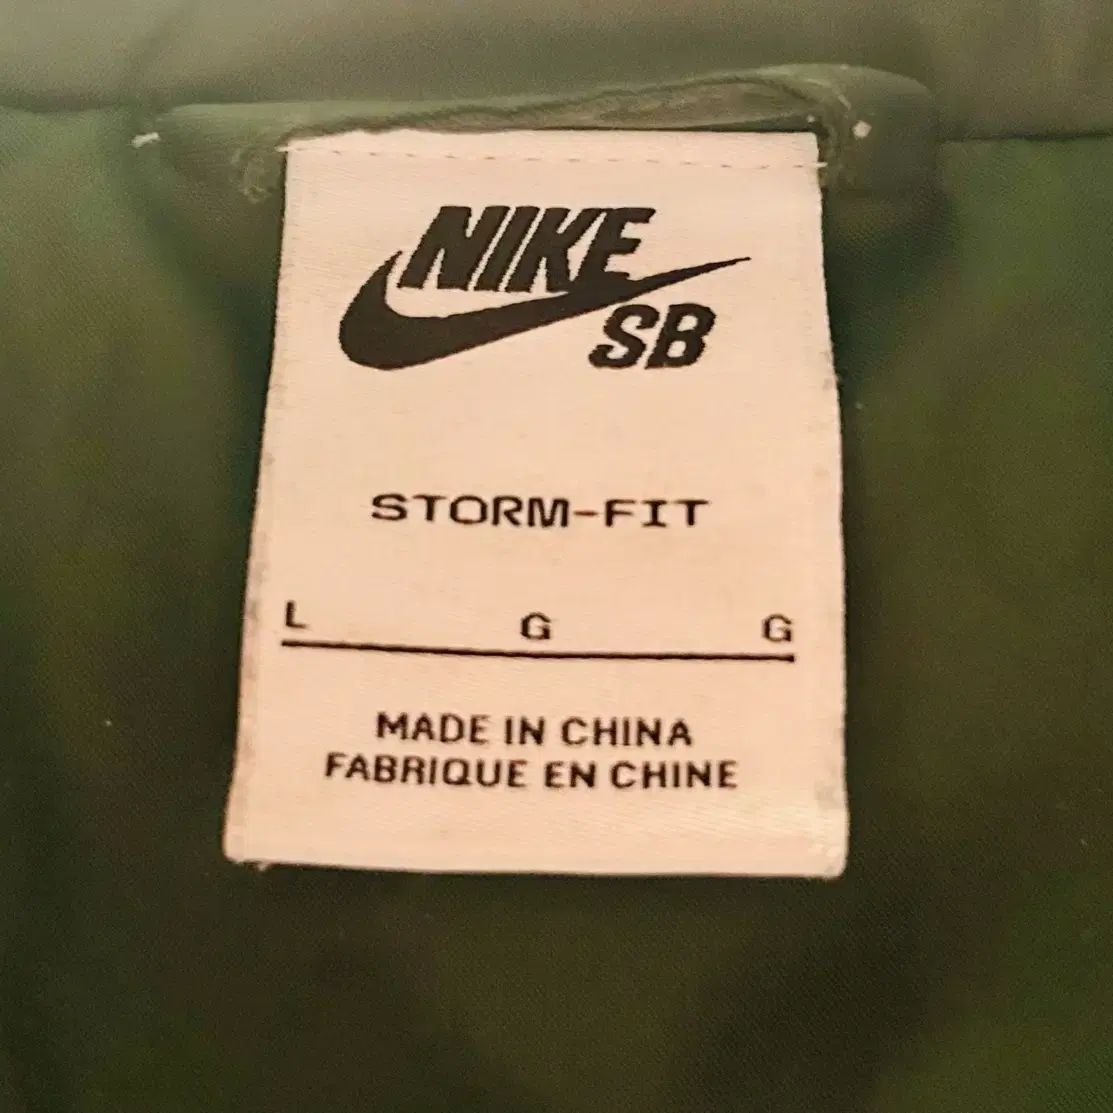 NIKE
SB
STORM-FIT
L G G
MADE IN CHINA
FABRIQUE EN CHINE